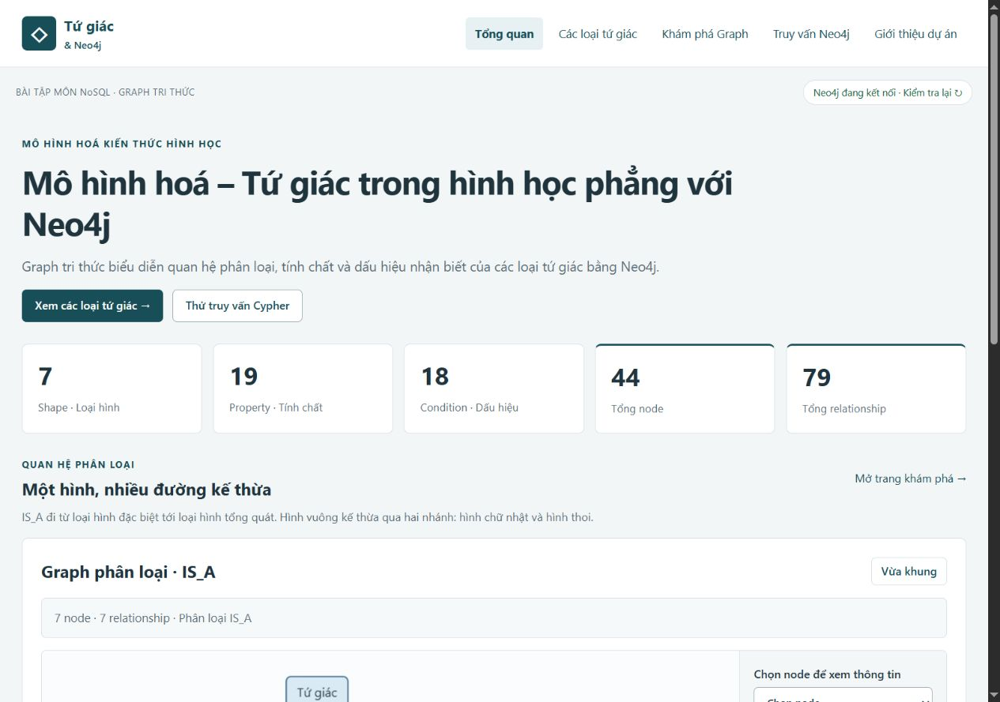 Tứ giác
& Neo4j
Tổng quan
Các loại tứ giác
Khám phá Graph
Truy vấn Neo4j
Giới thiệu dự án
BÀI TẬP MÔN NoSQL · GRAPH TRI THỨC
Neo4j đang kết nối · Kiểm tra lại ↻
MÔ HÌNH HOÁ KIẾN THỨC HÌNH HỌC
Mô hình hoá – Tứ giác trong hình học phẳng với
Neo4j
Graph tri thức biểu diễn quan hệ phân loại, tính chất và dấu hiệu nhận biết của các loại tứ giác bằng Neo4j.
Xem các loại tứ giác →
Thử truy vấn Cypher
7
Shape · Loại hình
19
Property · Tính chất
18
Condition · Dấu hiệu
44
Tổng node
79
Tổng relationship
QUAN HỆ PHÂN LOẠI
Một hình, nhiều đường kế thừa
Mở trang khám phá →
IS_A đi từ loại hình đặc biệt tới loại hình tổng quát. Hình vuông kế thừa qua hai nhánh: hình chữ nhật và hình thoi.
Graph phân loại · IS_A
Vừa khung
7 node · 7 relationship · Phân loại IS_A
Tứ giác
Chọn node để xem thông tin
Chọn node